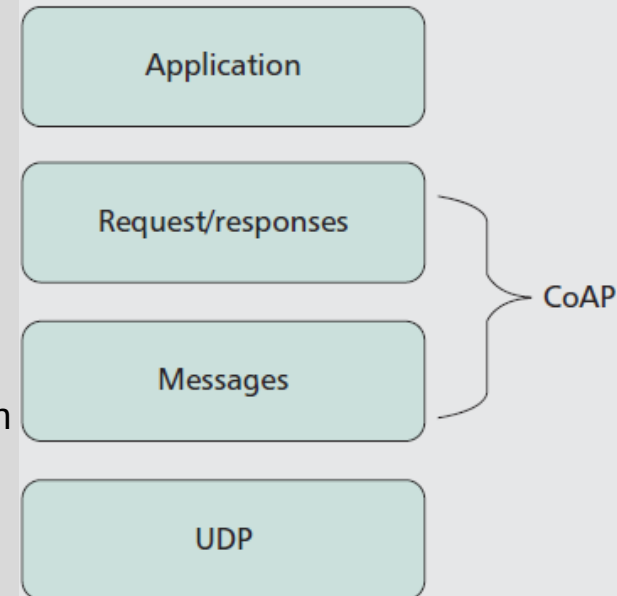 Application
Request/responses
CoAP
Messages
n
UDP